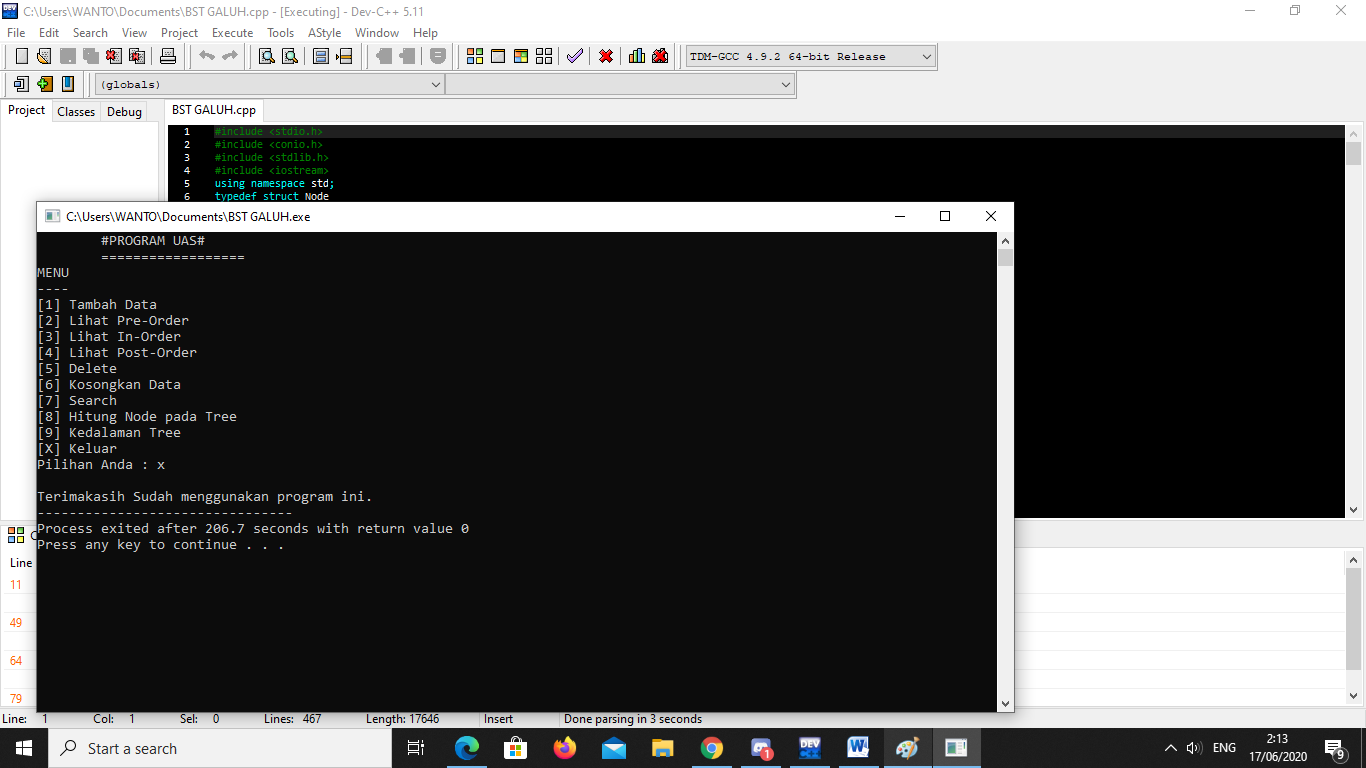 C:\Users\WANTO\Documents\BST GALUH.cpp - [Executing] - Dev-C++ 5.11
File Edit Search View Project Execute Tools AStyle Window Help
TDM-GCC 4.9.2 64-bit Release
(globals)
Project Classes Debug
BST GALUH.cpp
1 #include <stdio.h>
2 #include <conio.h>
3 #include <stdlib.h>
4 #include <iostream>
5 using namespace std;
6 typedef struct Node
C:\Users\WANTO\Documents\BST GALUH.exe
#PROGRAM UAS#
==================
MENU
----
[1] Tambah Data
[2] Lihat Pre-Order
[3] Lihat In-Order
[4] Lihat Post-Order
[5] Delete
[6] Kosongkan Data
[7] Search
[8] Hitung Node pada Tree
[9] Kedalaman Tree
[X] Keluar
Pilihan Anda : x
Terimakasih Sudah menggunakan program ini.
--------------------------------
Process exited after 206.7 seconds with return value 0
Press any key to continue . . .
Line
11
49
64
79
Line: 1 Col: 1 Sel: 0 Lines: 467 Length: 17646 Insert Done parsing in 3 seconds
Start a search
DEV
1
ENG
2:13
17/06/2020
9